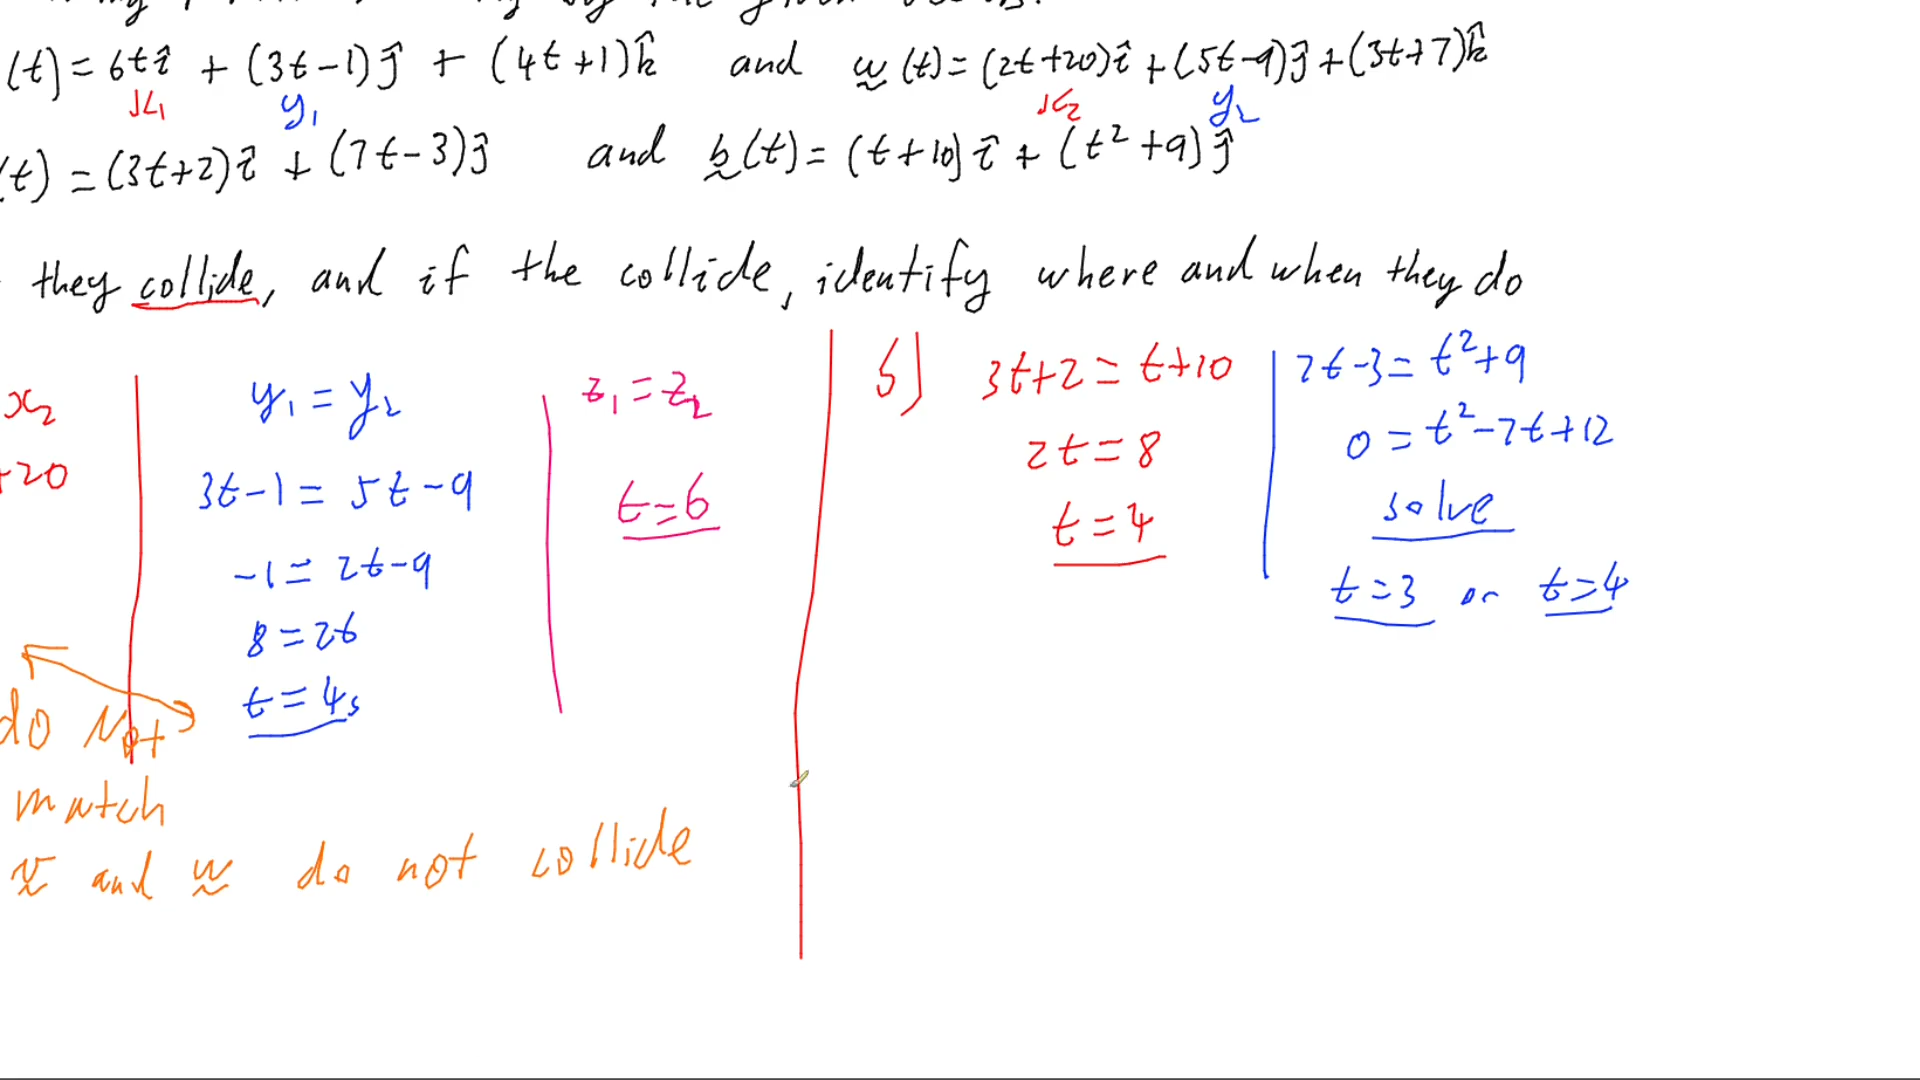 (t) = 6t î + (3t-1) ĵ + (4t+1) k̂ and w̰ (t) = (2t+20) î + (5t-9) ĵ + (3t+7) k̂
x₁ y₁ x₂ y₂
(t) = (3t+2) î + (7t-3) ĵ and b̰(t) = (t+10) î + (t²+9) ĵ
they collide, and if the collide, identify where and when they do
x₂
+20
do Not
match
y₁ = y₂
3t-1 = 5t-9
-1 = 2t-9
8 = 2t
t = 4s
z₁ = z₂
t = 6
v̰ and w̰ do not collide
b) 3t+2 = t+10
2t = 8
t = 4
7t-3 = t²+9
0 = t²-7t+12
solve
t = 3 or t = 4